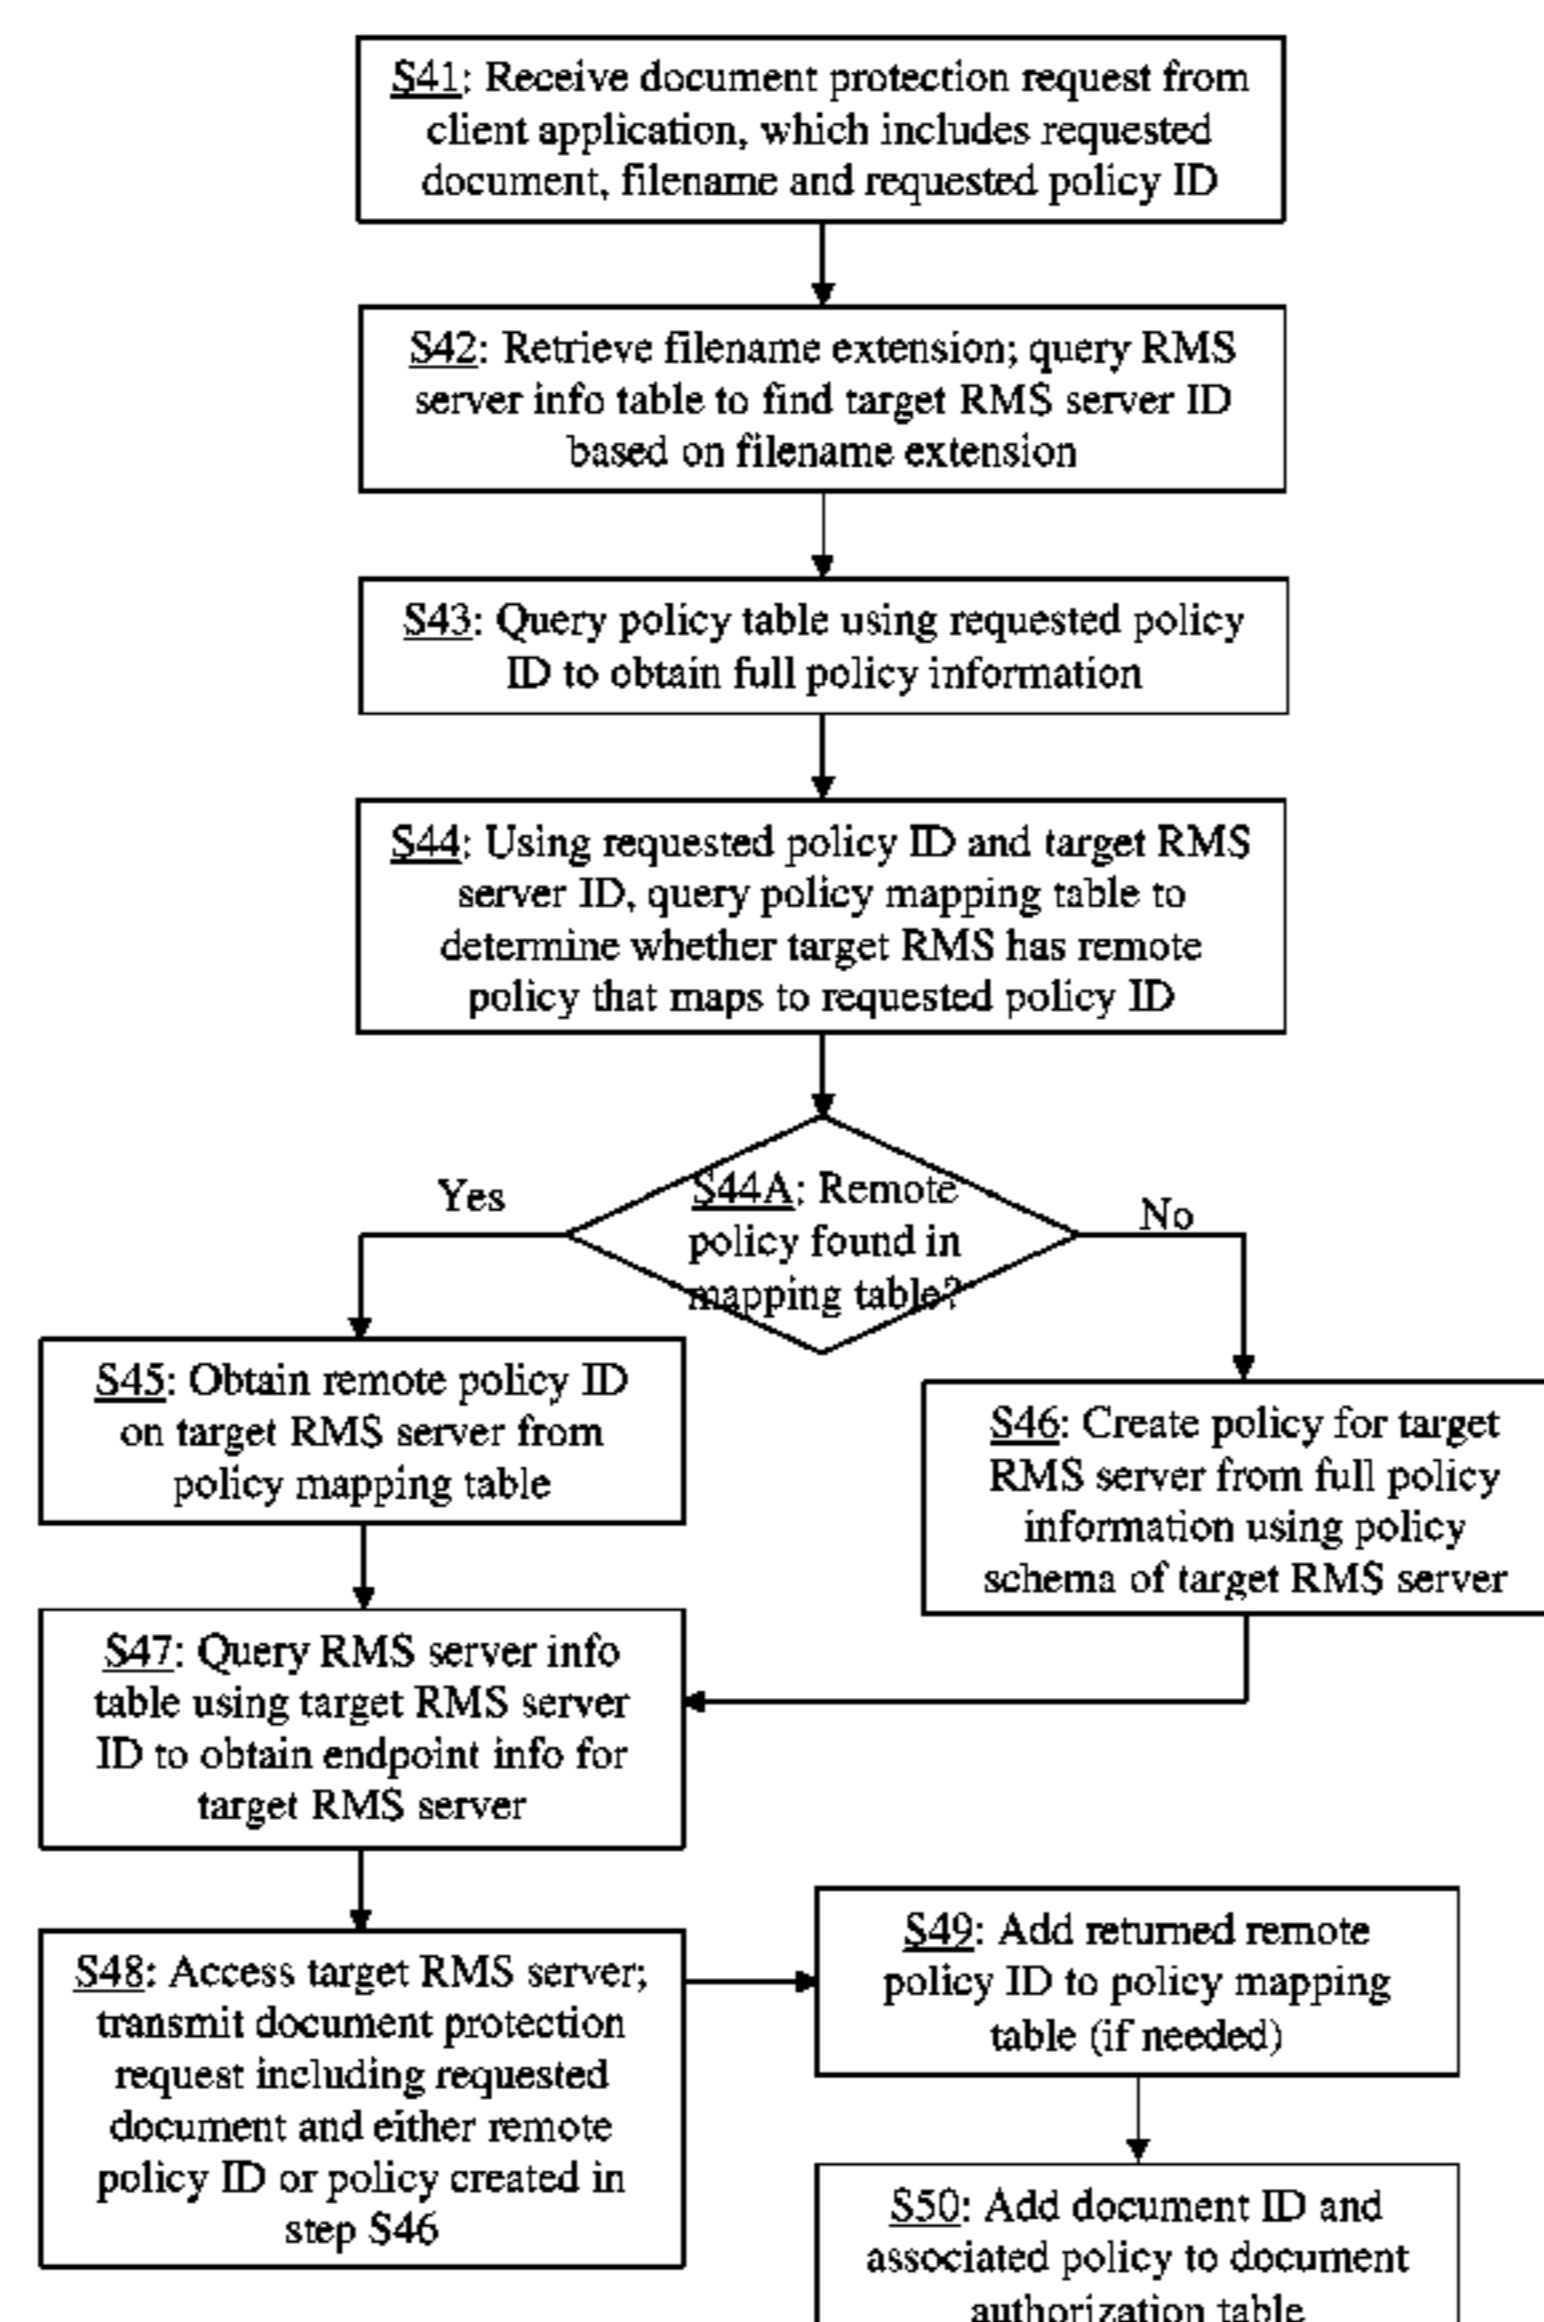 S41: Receive document protection request from
client application, which includes requested
document, filename and requested policy ID
S42: Retrieve filename extension; query RMS
server info table to find target RMS server ID
based on filename extension
S43: Query policy table using requested policy
ID to obtain full policy information
S44: Using requested policy ID and target RMS
server ID, query policy mapping table to
determine whether target RMS has remote
policy that maps to requested policy ID
S44A: Remote
policy found in
mapping table?
Yes
No
S45: Obtain remote policy ID
on target RMS server from
policy mapping table
S46: Create policy for target
RMS server from full policy
information using policy
schema of target RMS server
S47: Query RMS server info
table using target RMS server
ID to obtain endpoint info for
target RMS server
S48: Access target RMS server;
transmit document protection
request including requested
document and either remote
policy ID or policy created in
step S46
S49: Add returned remote
policy ID to policy mapping
table (if needed)
S50: Add document ID and
associated policy to document
authorization table